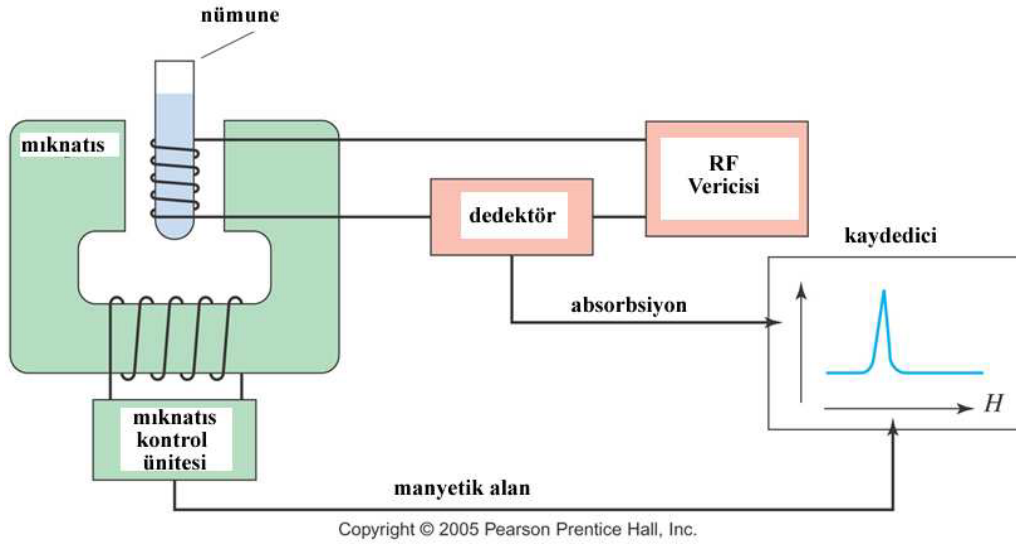 nümune
mıknatıs
RF
Vericisi
dedektör
kaydedici
absorbsiyon
H
mıknatıs
kontrol
ünitesi
manyetik alan
Copyright © 2005 Pearson Prentice Hall, Inc.